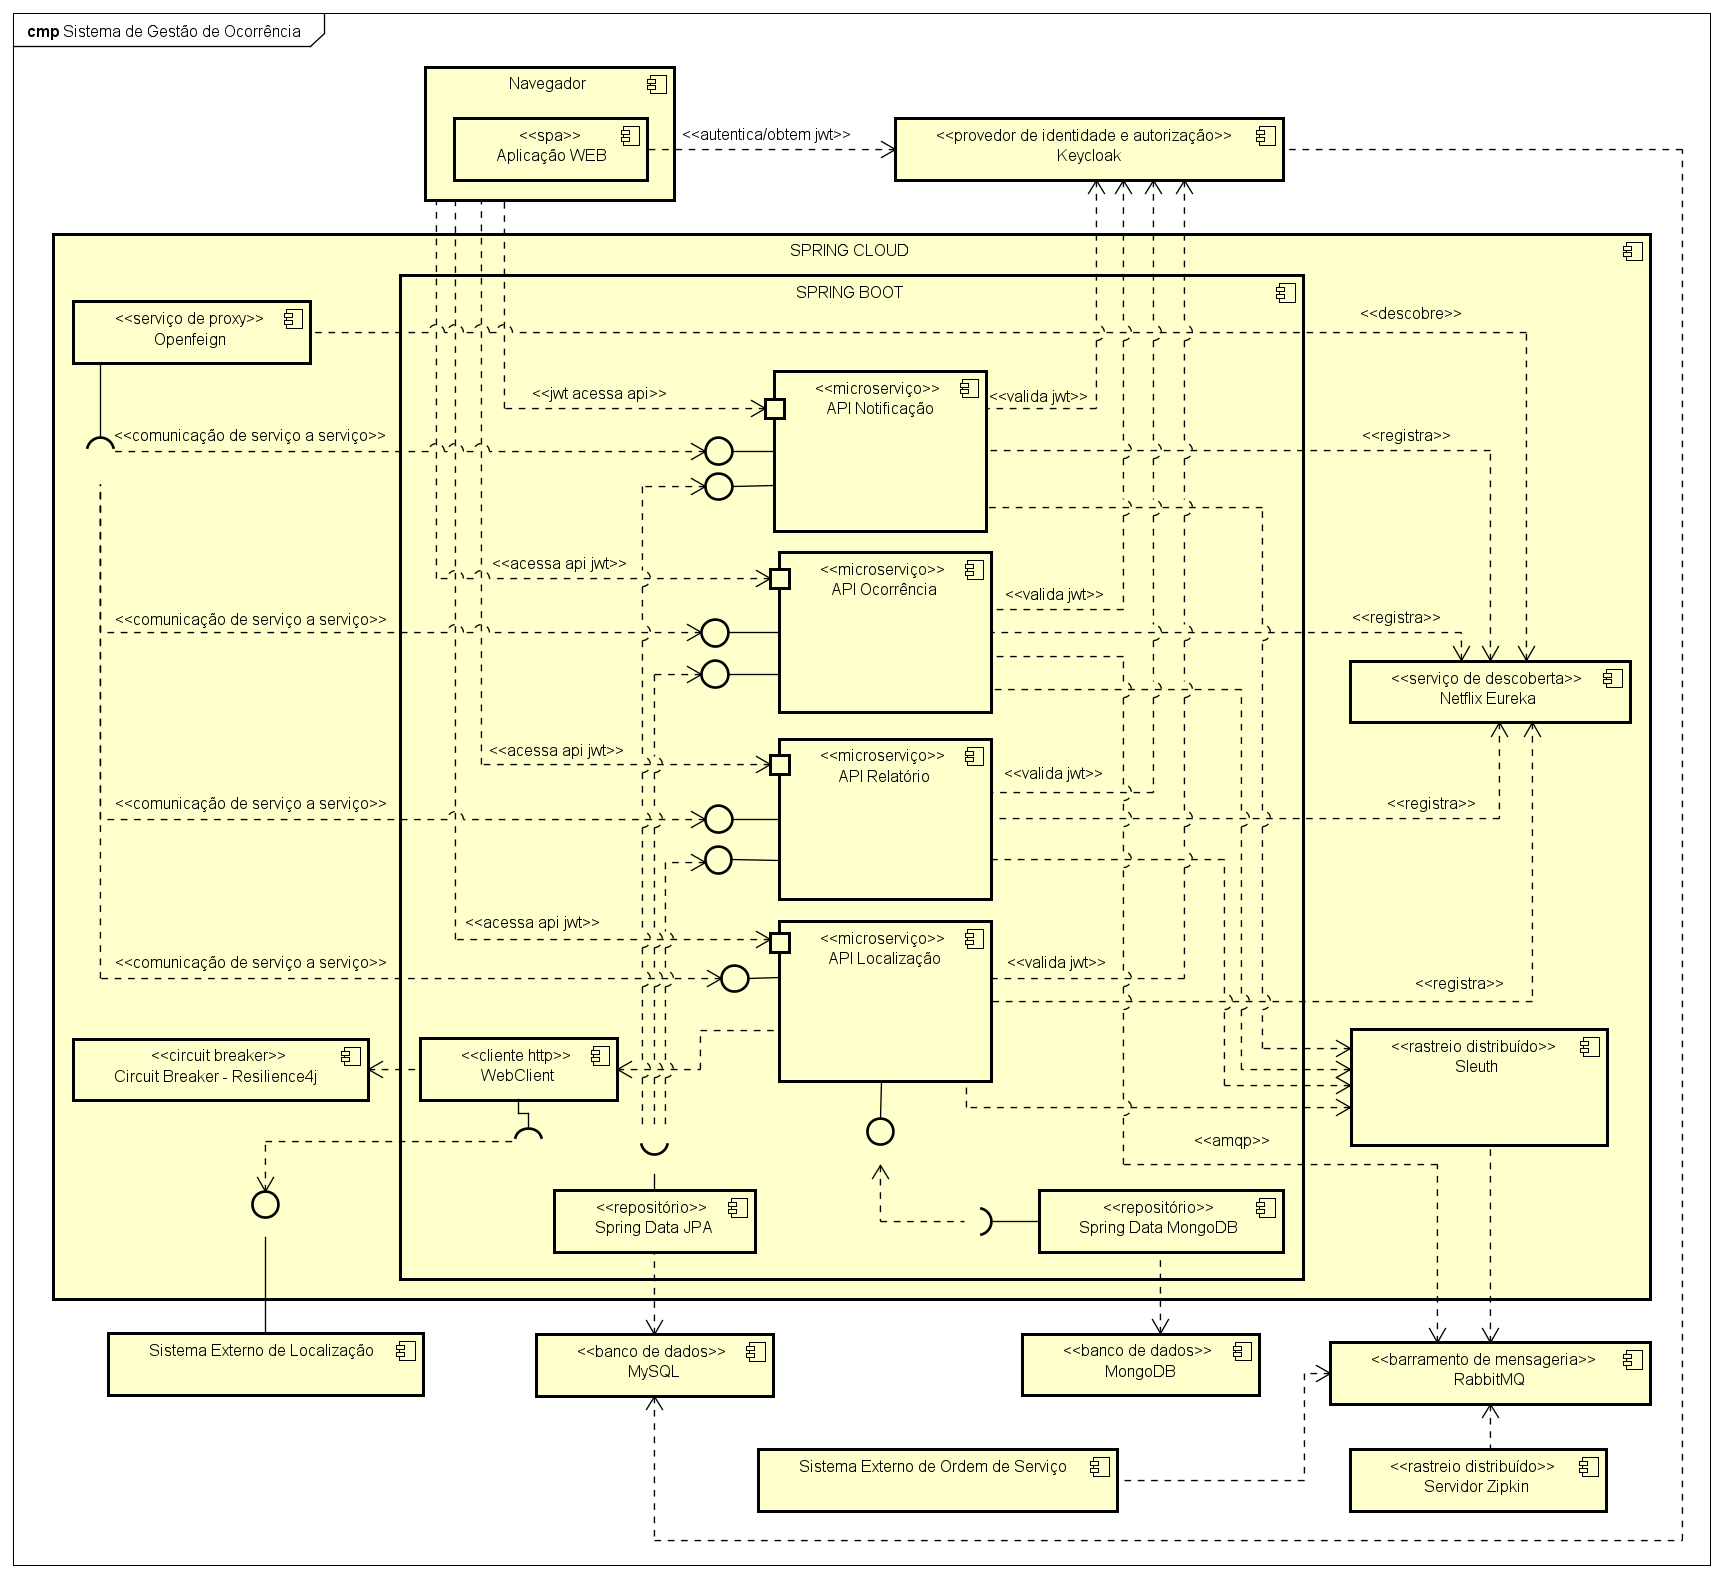 cmp Sistema de Gestão de Ocorrência
Navegador
<<spa>>
Aplicação WEB
<<autentica/obtem jwt>>
<<provedor de identidade e autorização>>
Keycloak
SPRING CLOUD
SPRING BOOT
<<serviço de proxy>>
Openfeign
<<descobre>>
<<jwt acessa api>>
<<microserviço>>
API Notificação
<<valida jwt>>
<<comunicação de serviço a serviço>>
<<registra>>
<<acessa api jwt>>
<<microserviço>>
API Ocorrência
<<valida jwt>>
<<comunicação de serviço a serviço>>
<<registra>>
<<serviço de descoberta>>
Netflix Eureka
<<acessa api jwt>>
<<microserviço>>
API Relatório
<<valida jwt>>
<<comunicação de serviço a serviço>>
<<registra>>
<<acessa api jwt>>
<<microserviço>>
API Localização
<<valida jwt>>
<<comunicação de serviço a serviço>>
<<registra>>
<<circuit breaker>>
Circuit Breaker - Resilience4j
<<cliente http>>
WebClient
<<rastreio distribuído>>
Sleuth
<<amqp>>
<<repositório>>
Spring Data JPA
<<repositório>>
Spring Data MongoDB
Sistema Externo de Localização
<<banco de dados>>
MySQL
<<banco de dados>>
MongoDB
<<barramento de mensageria>>
RabbitMQ
Sistema Externo de Ordem de Serviço
<<rastreio distribuído>>
Servidor Zipkin